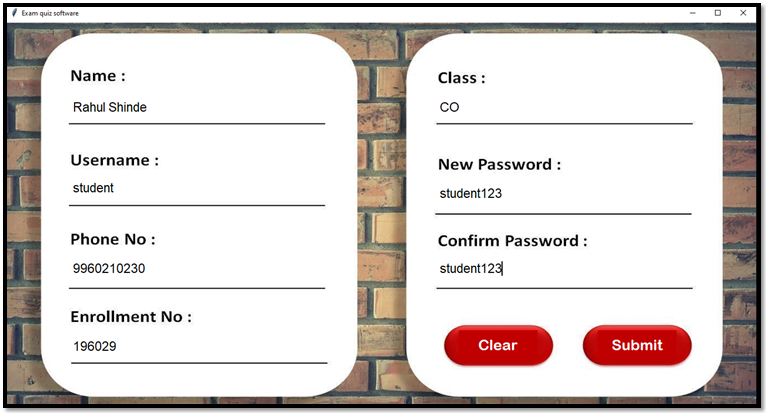 Exam quiz software
Name :
Rahul Shinde
Username :
student
Phone No :
9960210230
Enrollment No :
196029
Class :
CO
New Password :
student123
Confirm Password :
student123
Clear
Submit